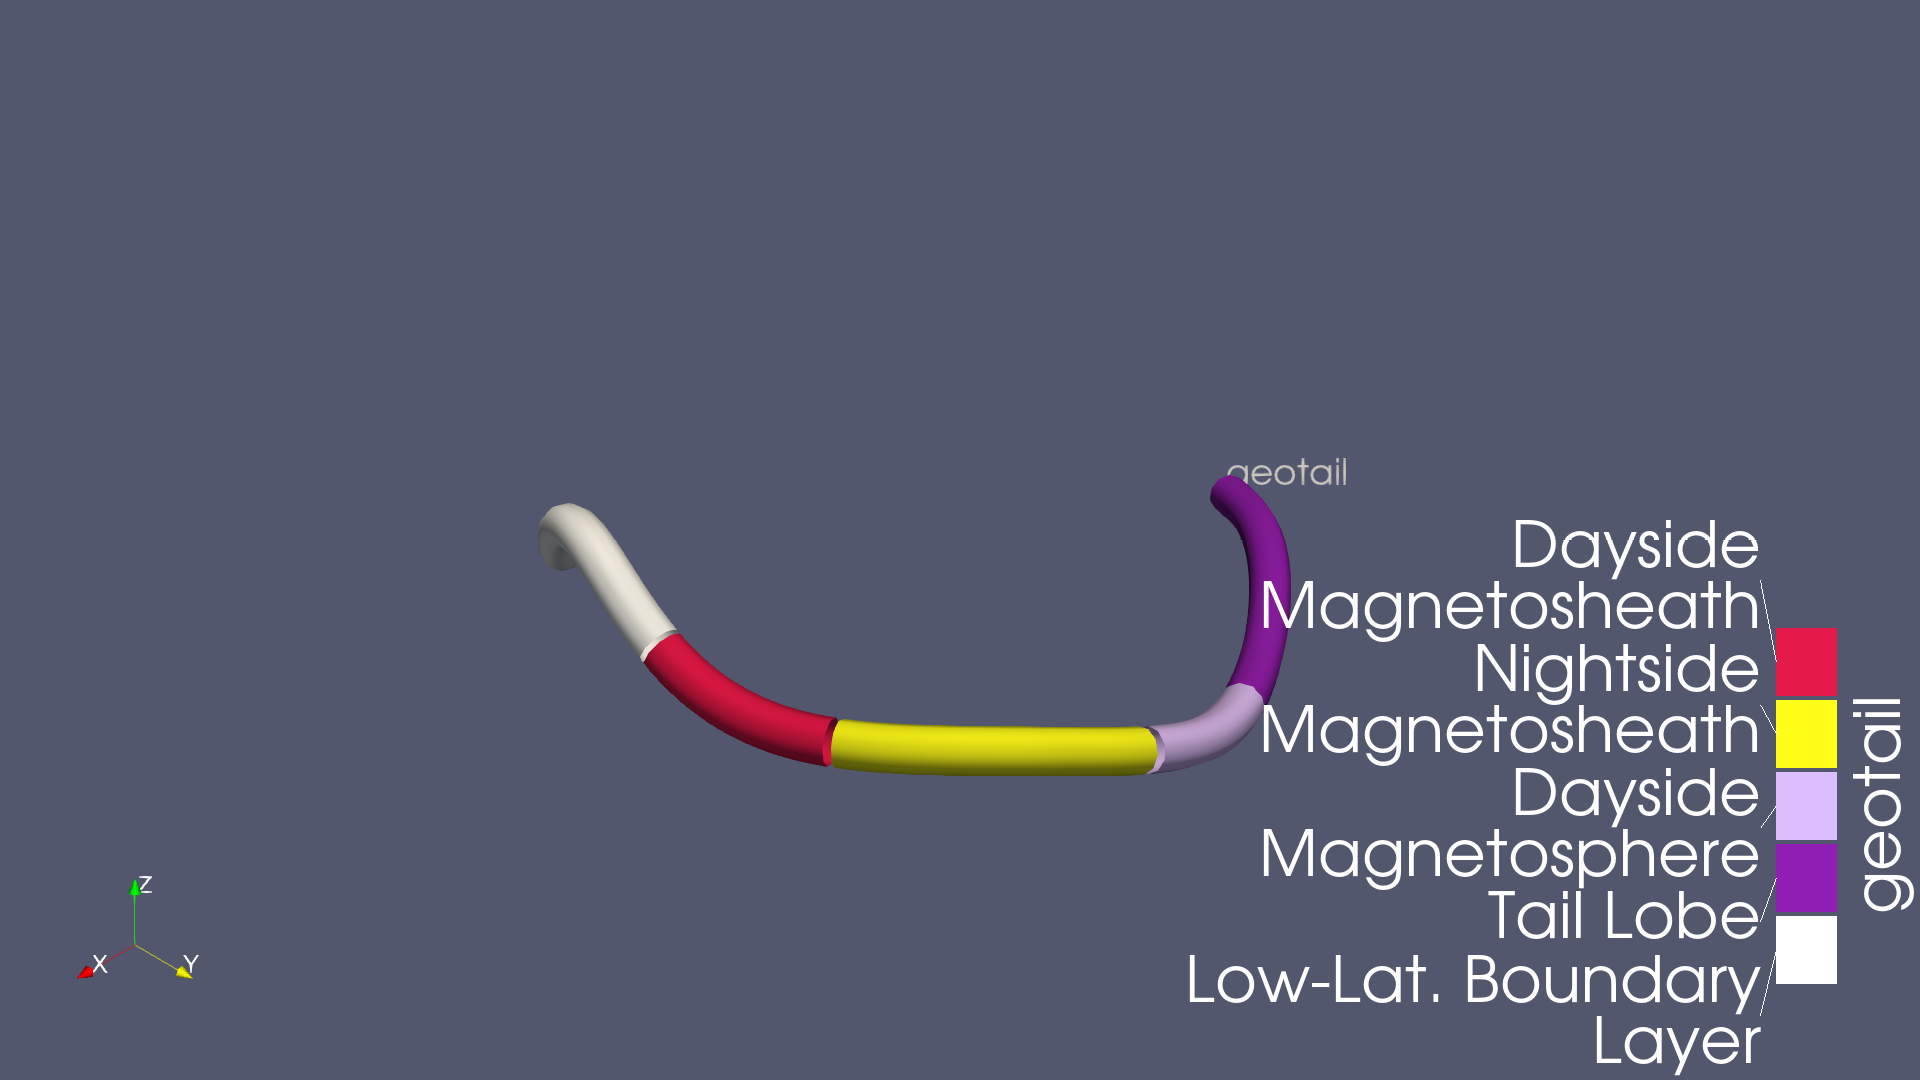 geotail
Dayside
Magnetosheath
Nightside
Magnetosheath
Dayside
Magnetosphere
Tail Lobe
Low-Lat. Boundary
Layer
geotail
Z
X
Y